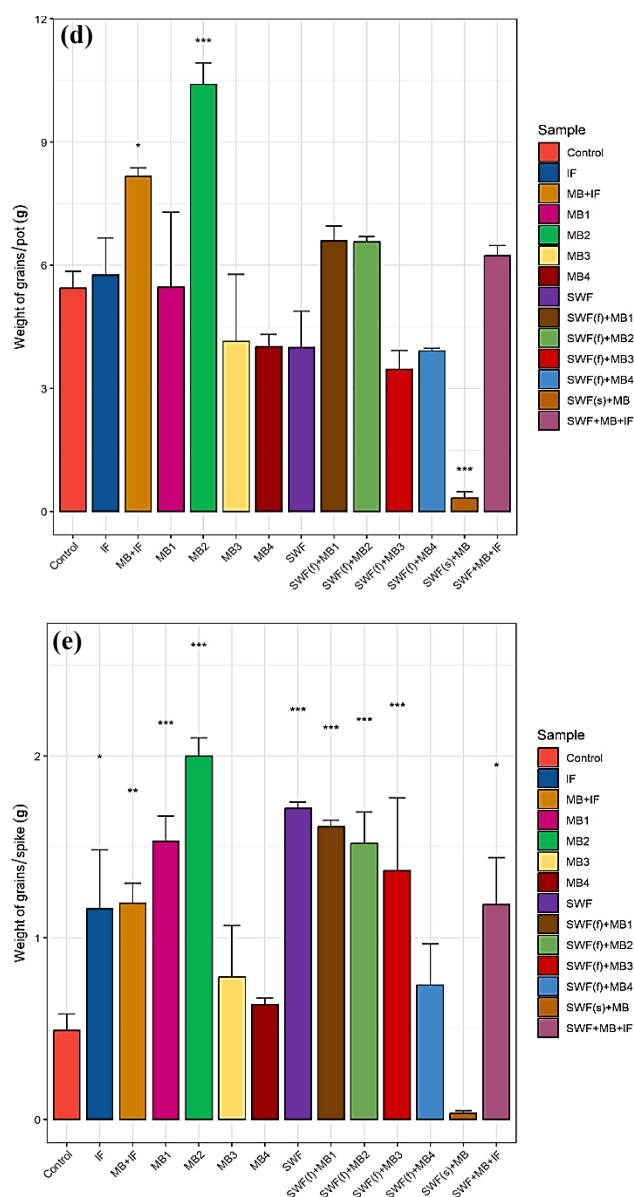 (d)
Weight of grains/pot (g)
12
9
6
3
0
*
***
***
Control
IF
MB+IF
MB1
MB2
MB3
MB4
SWF
SWF(f)+MB1
SWF(f)+MB2
SWF(f)+MB3
SWF(f)+MB4
SWF(s)+MB
SWF+MB+IF
Sample
Control
IF
MB+IF
MB1
MB2
MB3
MB4
SWF
SWF(f)+MB1
SWF(f)+MB2
SWF(f)+MB3
SWF(f)+MB4
SWF(s)+MB
SWF+MB+IF
(e)
Weight of grains/spike (g)
2
1
0
*
**
***
***
***
***
***
***
*
Control
IF
MB+IF
MB1
MB2
MB3
MB4
SWF
SWF(f)+MB1
SWF(f)+MB2
SWF(f)+MB3
SWF(f)+MB4
SWF(s)+MB
SWF+MB+IF
Sample
Control
IF
MB+IF
MB1
MB2
MB3
MB4
SWF
SWF(f)+MB1
SWF(f)+MB2
SWF(f)+MB3
SWF(f)+MB4
SWF(s)+MB
SWF+MB+IF